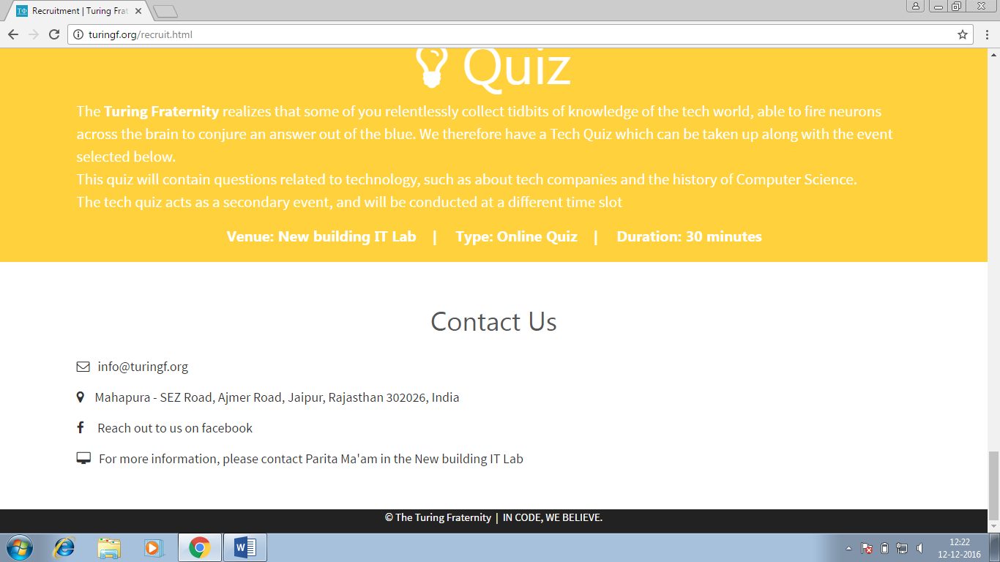 ΤΦ Recruitment | Turing Frat
turingf.org/recruit.html
Quiz
The Turing Fraternity realizes that some of you relentlessly collect tidbits of knowledge of the tech world, able to fire neurons
across the brain to conjure an answer out of the blue. We therefore have a Tech Quiz which can be taken up along with the event
selected below.
This quiz will contain questions related to technology, such as about tech companies and the history of Computer Science.
The tech quiz acts as a secondary event, and will be conducted at a different time slot
Venue: New building IT Lab | Type: Online Quiz | Duration: 30 minutes
Contact Us
info@turingf.org
Mahapura - SEZ Road, Ajmer Road, Jaipur, Rajasthan 302026, India
Reach out to us on facebook
For more information, please contact Parita Ma'am in the New building IT Lab
© The Turing Fraternity | IN CODE, WE BELIEVE.
12:22
12-12-2016